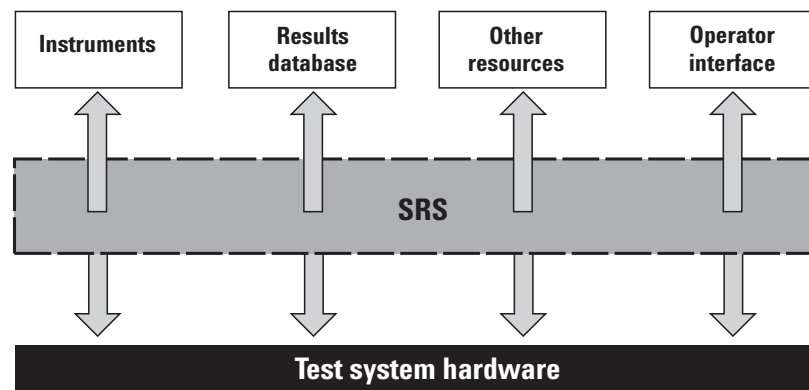 Instruments
Results
database
Other
resources
Operator
interface
SRS
Test system hardware